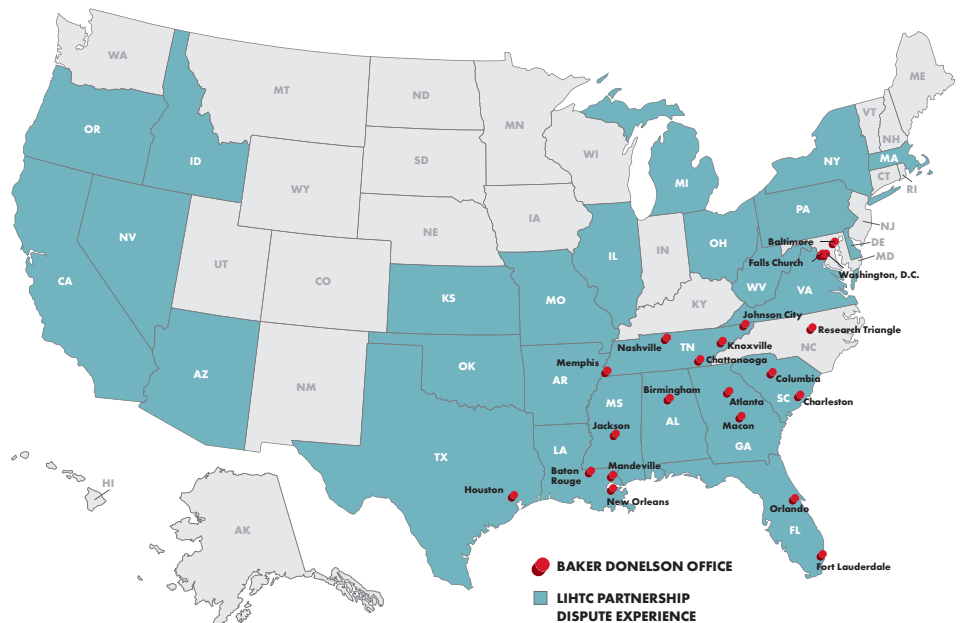 WA
ME
MT
ND
VT
MN
OR
NH
ID
WI
NY
MA
SD
CT
RI
WY
MI
PA
IA
NJ
NE
OH
NV
IL
IN
Baltimore
DE
UT
MD
Falls Church
Washington, D.C.
CA
CO
WV
VA
KS
MO
KY
Johnson City
Research Triangle
Nashville
TN
Knoxville
NC
Chattanooga
Memphis
OK
AZ
AR
Columbia
NM
Birmingham
MS
Atlanta
SC
Charleston
AL
Jackson
Macon
GA
LA
TX
Baton
Rouge
Mandeville
HI
Houston
New Orleans
Orlando
AK
FL
Fort Lauderdale
BAKER DONELSON OFFICE
LIHTC PARTNERSHIP
DISPUTE EXPERIENCE